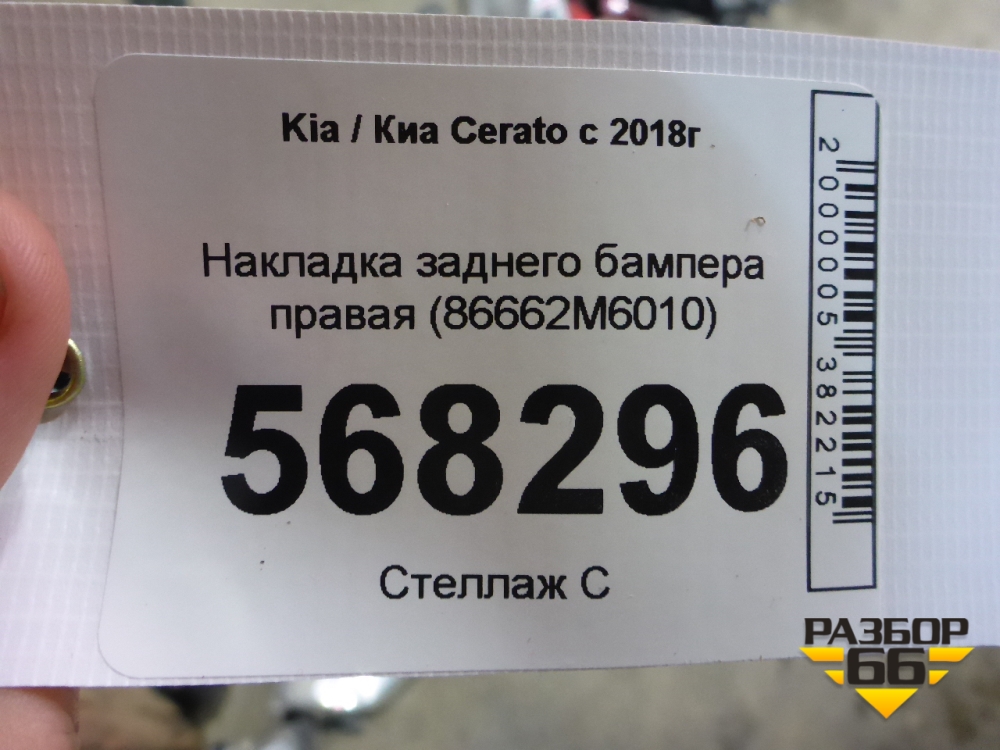 Kia / Киа Cerato с 2018г
Накладка заднего бампера
правая (86662M6010)
568296
Стеллаж С
2000005382215
РАЗБОР
66